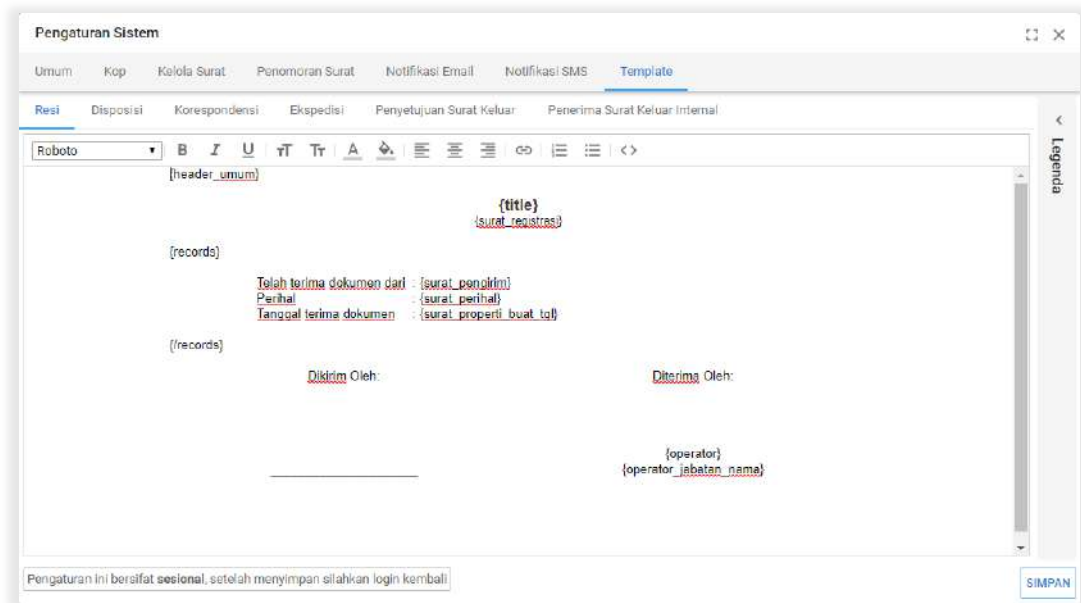 Pengaturan Sistem
Umum Kop Kelola Surat Penomoran Surat Notifikasi Email Notifikasi SMS Template
Resi Disposisi Korespondensi Ekspedisi Penyetujuan Surat Keluar Penerima Surat Keluar Internal
Legenda
Roboto B I U тT Tт A
{header_umum}
{title}
{surat_registrasi}
{records}
Telah terima dokumen dari : {surat_pengirim}
Perihal : {surat_perihal}
Tanggal terima dokumen : {surat_properti_buat_tgl}
{/records}
Dikirim Oleh: Diterima Oleh:
{operator}
{operator_jabatan_nama}
Pengaturan ini bersifat sesional, setelah menyimpan silahkan login kembali
SIMPAN